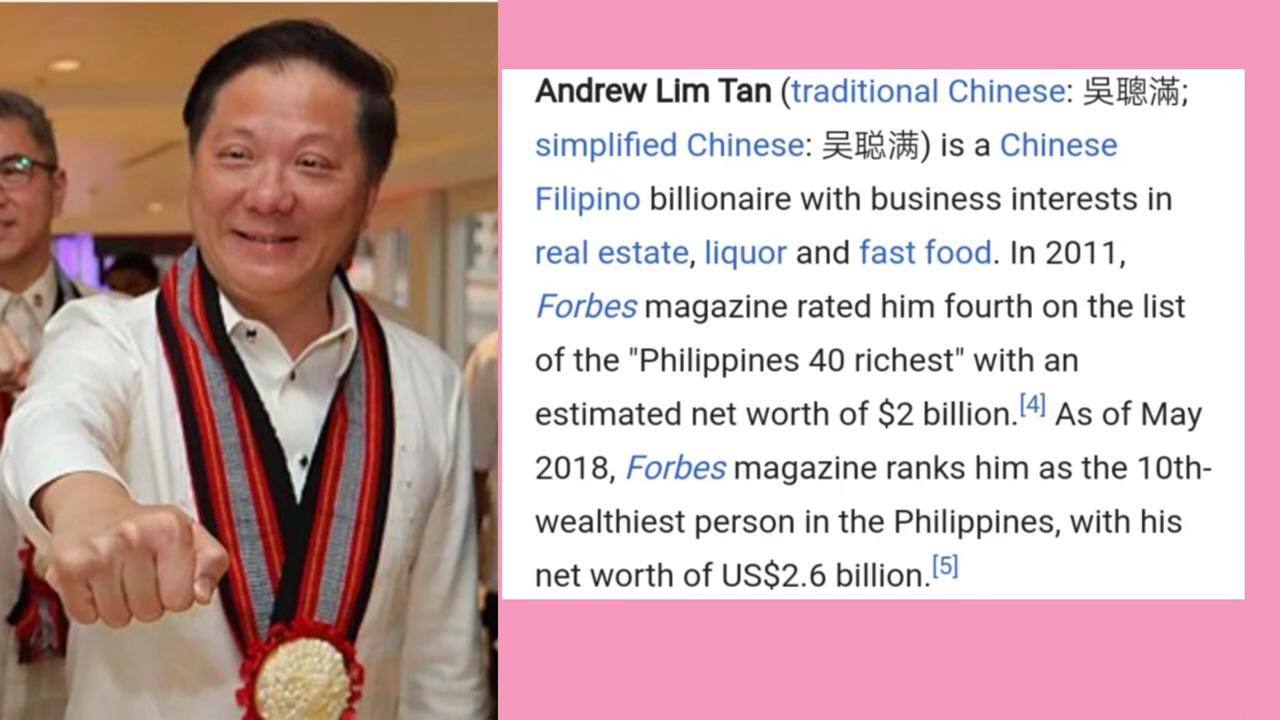 Andrew Lim Tan (traditional Chinese: 吳聰滿;
simplified Chinese: 吴聪满) is a Chinese
Filipino billionaire with business interests in
real estate, liquor and fast food. In 2011,
Forbes magazine rated him fourth on the list
of the "Philippines 40 richest" with an
estimated net worth of $2 billion.[4] As of May
2018, Forbes magazine ranks him as the 10th-
wealthiest person in the Philippines, with his
net worth of US$2.6 billion.[5]